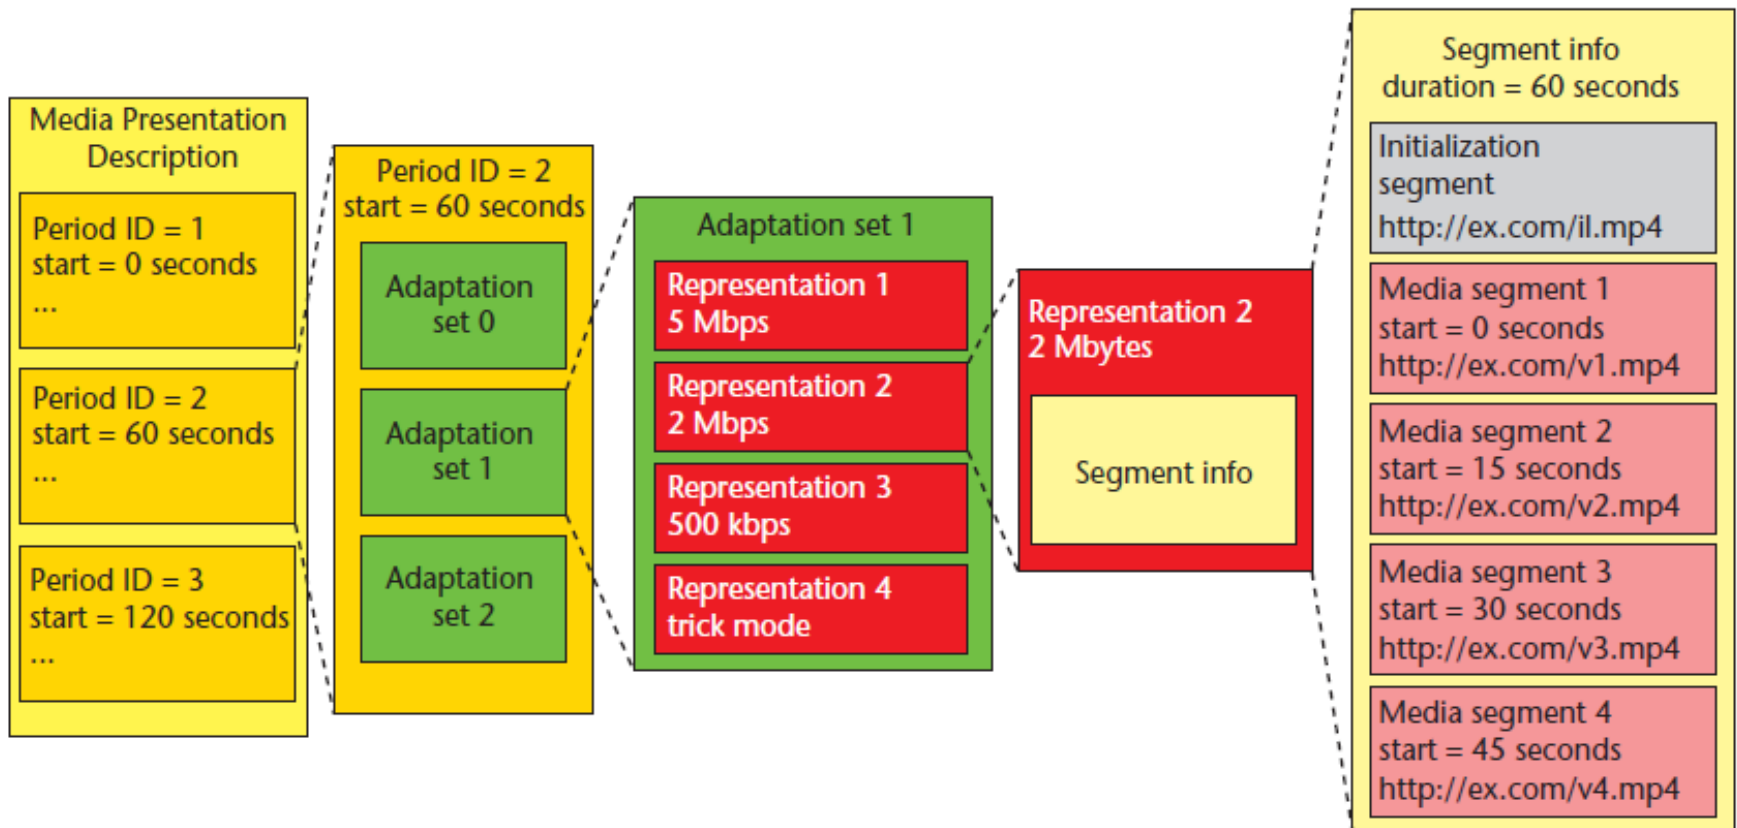 Media Presentation
Description
Period ID = 1
start = 0 seconds
...
Period ID = 2
start = 60 seconds
...
Period ID = 3
start = 120 seconds
...
Period ID = 2
start = 60 seconds
Adaptation
set 0
Adaptation
set 1
Adaptation
set 2
Adaptation set 1
Representation 1
5 Mbps
Representation 2
2 Mbps
Representation 3
500 kbps
Representation 4
trick mode
Representation 2
2 Mbytes
Segment info
Segment info
duration = 60 seconds
Initialization
segment
http://ex.com/il.mp4
Media segment 1
start = 0 seconds
http://ex.com/v1.mp4
Media segment 2
start = 15 seconds
http://ex.com/v2.mp4
Media segment 3
start = 30 seconds
http://ex.com/v3.mp4
Media segment 4
start = 45 seconds
http://ex.com/v4.mp4